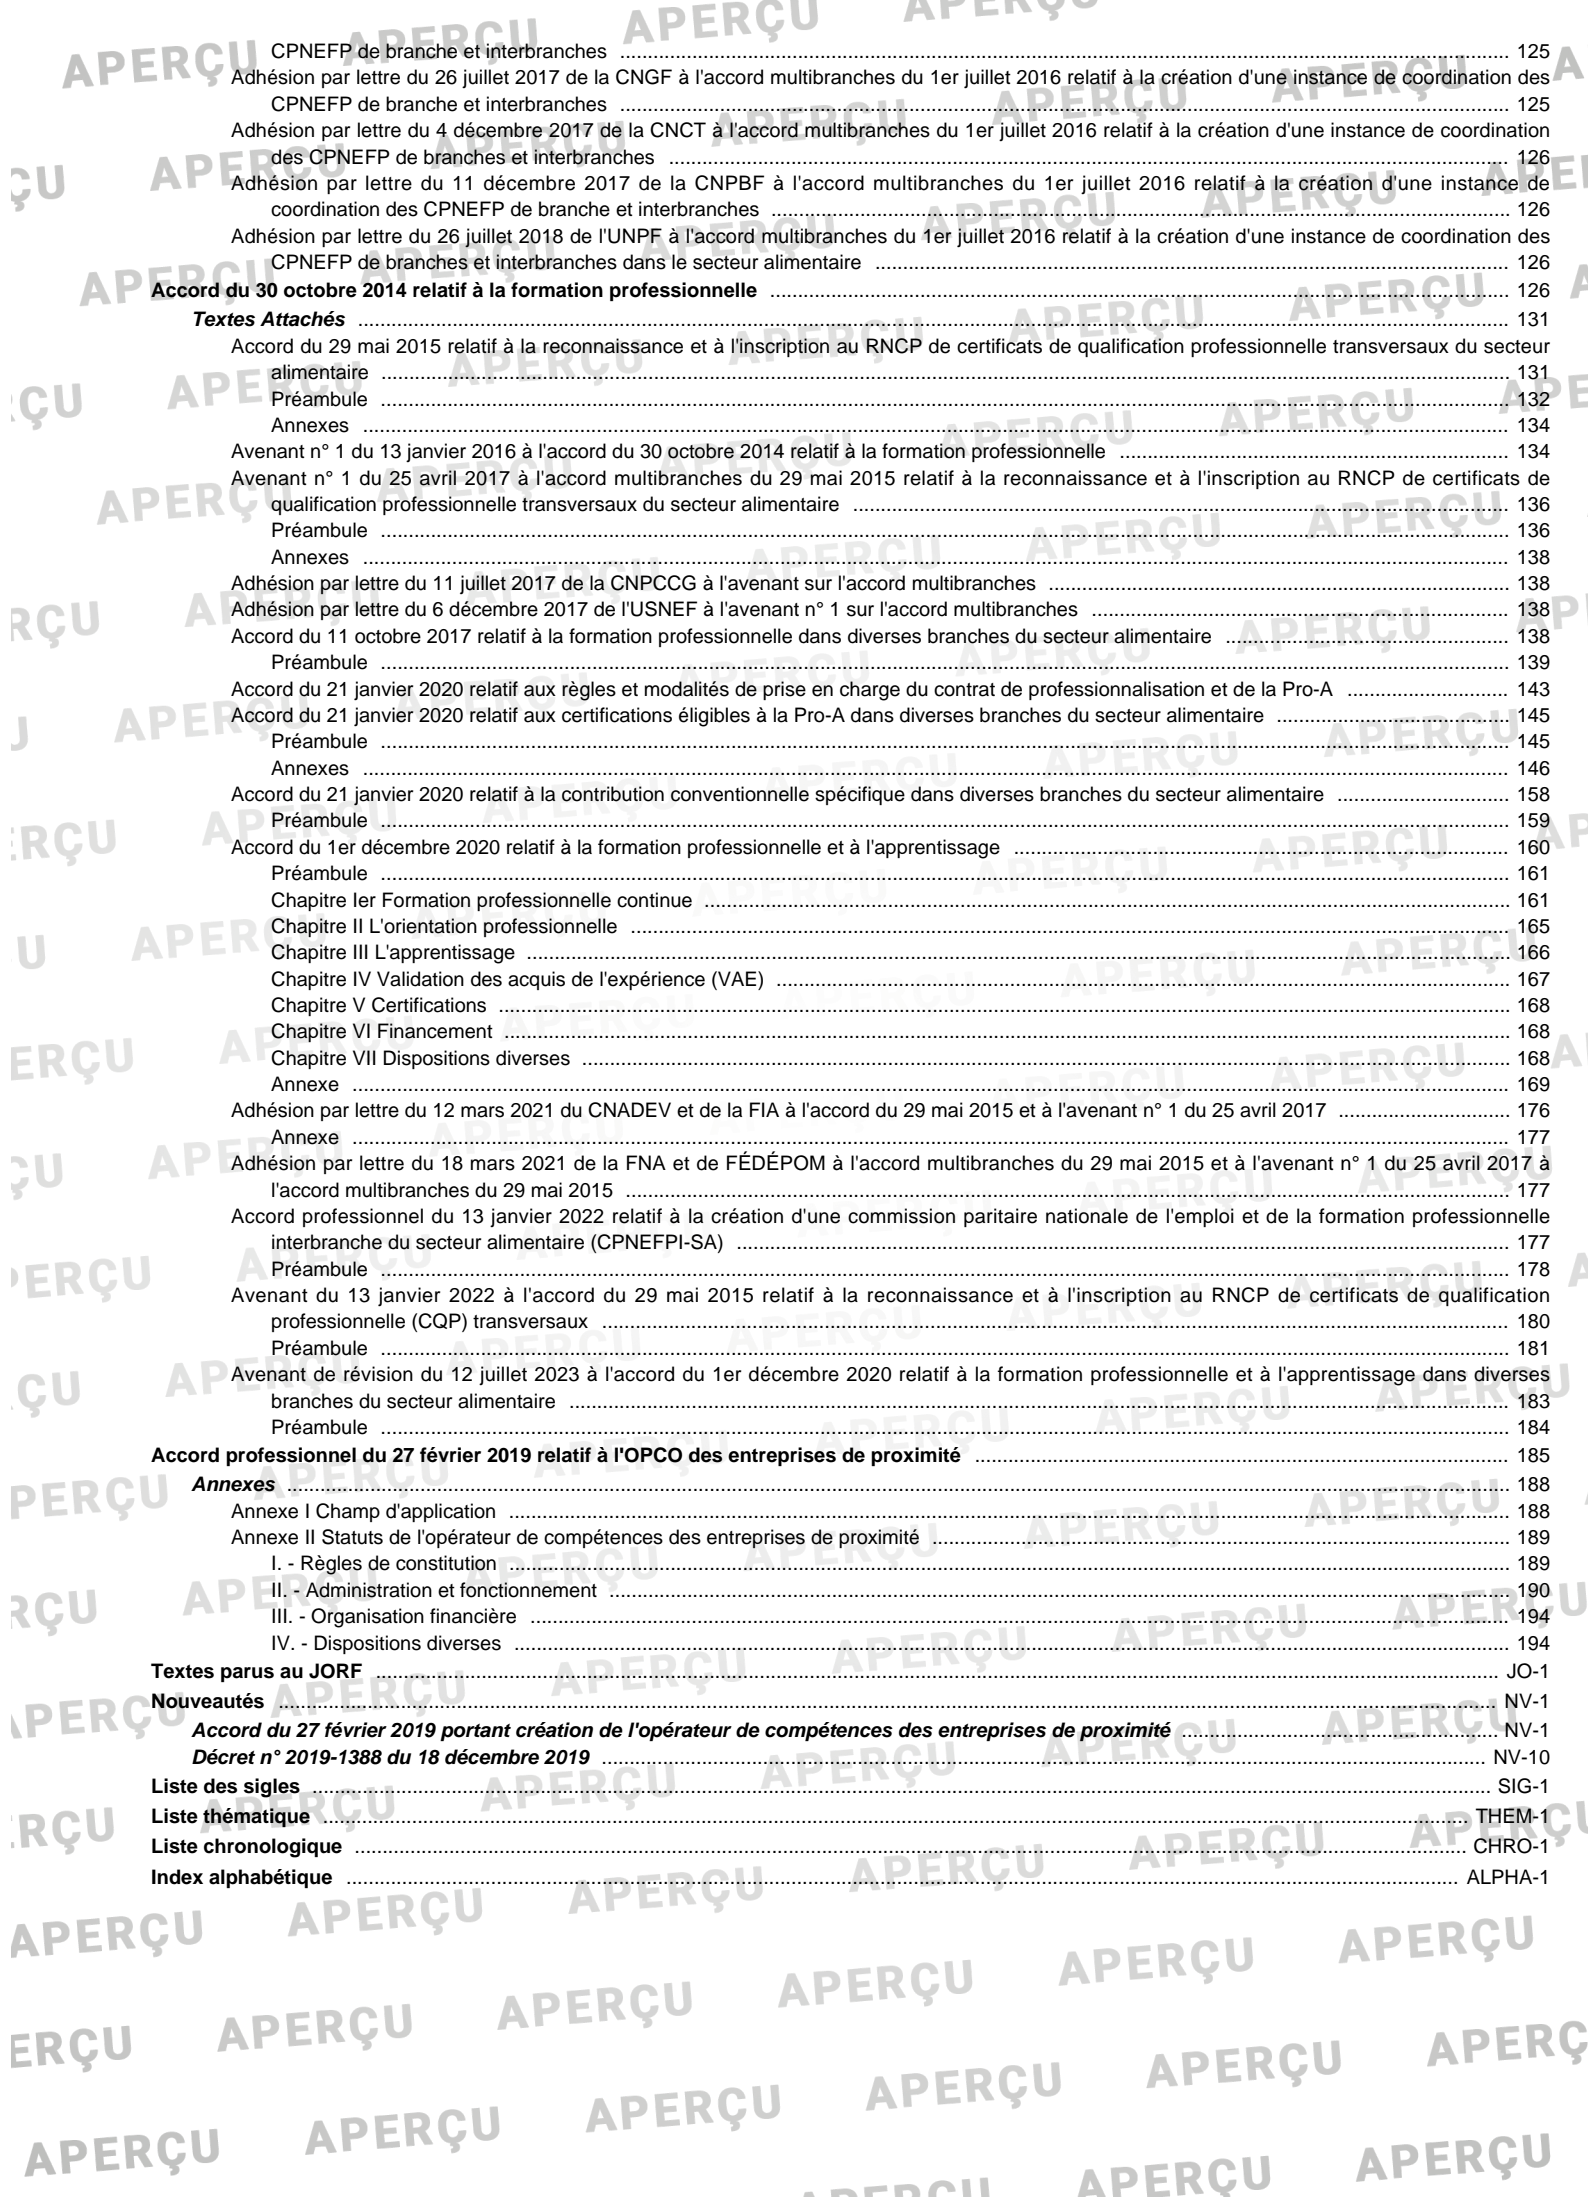 CPNEFP de branche et interbranches 125
Adhésion par lettre du 26 juillet 2017 de la CNGF à l'accord multibranches du 1er juillet 2016 relatif à la création d'une instance de coordination des
CPNEFP de branche et interbranches 125
Adhésion par lettre du 4 décembre 2017 de la CNCT à l'accord multibranches du 1er juillet 2016 relatif à la création d'une instance de coordination
des CPNEFP de branches et interbranches 126
Adhésion par lettre du 11 décembre 2017 de la CNPBF à l'accord multibranches du 1er juillet 2016 relatif à la création d'une instance de
coordination des CPNEFP de branche et interbranches 126
Adhésion par lettre du 26 juillet 2018 de l'UNPF à l'accord multibranches du 1er juillet 2016 relatif à la création d'une instance de coordination des
CPNEFP de branches et interbranches dans le secteur alimentaire 126
Accord du 30 octobre 2014 relatif à la formation professionnelle 126
Textes Attachés 131
Accord du 29 mai 2015 relatif à la reconnaissance et à l'inscription au RNCP de certificats de qualification professionnelle transversaux du secteur
alimentaire 131
Préambule 132
Annexes 134
Avenant n° 1 du 13 janvier 2016 à l'accord du 30 octobre 2014 relatif à la formation professionnelle 134
Avenant n° 1 du 25 avril 2017 à l'accord multibranches du 29 mai 2015 relatif à la reconnaissance et à l'inscription au RNCP de certificats de
qualification professionnelle transversaux du secteur alimentaire 136
Préambule 136
Annexes 138
Adhésion par lettre du 11 juillet 2017 de la CNPCCG à l'avenant sur l'accord multibranches 138
Adhésion par lettre du 6 décembre 2017 de l'USNEF à l'avenant n° 1 sur l'accord multibranches 138
Accord du 11 octobre 2017 relatif à la formation professionnelle dans diverses branches du secteur alimentaire 138
Préambule 139
Accord du 21 janvier 2020 relatif aux règles et modalités de prise en charge du contrat de professionnalisation et de la Pro-A 143
Accord du 21 janvier 2020 relatif aux certifications éligibles à la Pro-A dans diverses branches du secteur alimentaire 145
Préambule 145
Annexes 146
Accord du 21 janvier 2020 relatif à la contribution conventionnelle spécifique dans diverses branches du secteur alimentaire 158
Préambule 159
Accord du 1er décembre 2020 relatif à la formation professionnelle et à l'apprentissage 160
Préambule 161
Chapitre Ier Formation professionnelle continue 161
Chapitre II L'orientation professionnelle 165
Chapitre III L'apprentissage 166
Chapitre IV Validation des acquis de l'expérience (VAE) 167
Chapitre V Certifications 168
Chapitre VI Financement 168
Chapitre VII Dispositions diverses 168
Annexe 169
Adhésion par lettre du 12 mars 2021 du CNADEV et de la FIA à l'accord du 29 mai 2015 et à l'avenant n° 1 du 25 avril 2017 176
Annexe 177
Adhésion par lettre du 18 mars 2021 de la FNA et de FÉDÉPOM à l'accord multibranches du 29 mai 2015 et à l'avenant n° 1 du 25 avril 2017 à
l'accord multibranches du 29 mai 2015 177
Accord professionnel du 13 janvier 2022 relatif à la création d'une commission paritaire nationale de l'emploi et de la formation professionnelle
interbranche du secteur alimentaire (CPNEFPI-SA) 177
Préambule 178
Avenant du 13 janvier 2022 à l'accord du 29 mai 2015 relatif à la reconnaissance et à l'inscription au RNCP de certificats de qualification
professionnelle (CQP) transversaux 180
Préambule 181
Avenant de révision du 12 juillet 2023 à l'accord du 1er décembre 2020 relatif à la formation professionnelle et à l'apprentissage dans diverses
branches du secteur alimentaire 183
Préambule 184
Accord professionnel du 27 février 2019 relatif à l'OPCO des entreprises de proximité 185
Annexes 188
Annexe I Champ d'application 188
Annexe II Statuts de l'opérateur de compétences des entreprises de proximité 189
I. - Règles de constitution 189
II. - Administration et fonctionnement 190
III. - Organisation financière 194
IV. - Dispositions diverses 194
Textes parus au JORF JO-1
Nouveautés NV-1
Accord du 27 février 2019 portant création de l'opérateur de compétences des entreprises de proximité NV-1
Décret n° 2019-1388 du 18 décembre 2019 NV-10
Liste des sigles SIG-1
Liste thématique THEM-1
Liste chronologique CHRO-1
Index alphabétique ALPHA-1
APERÇU